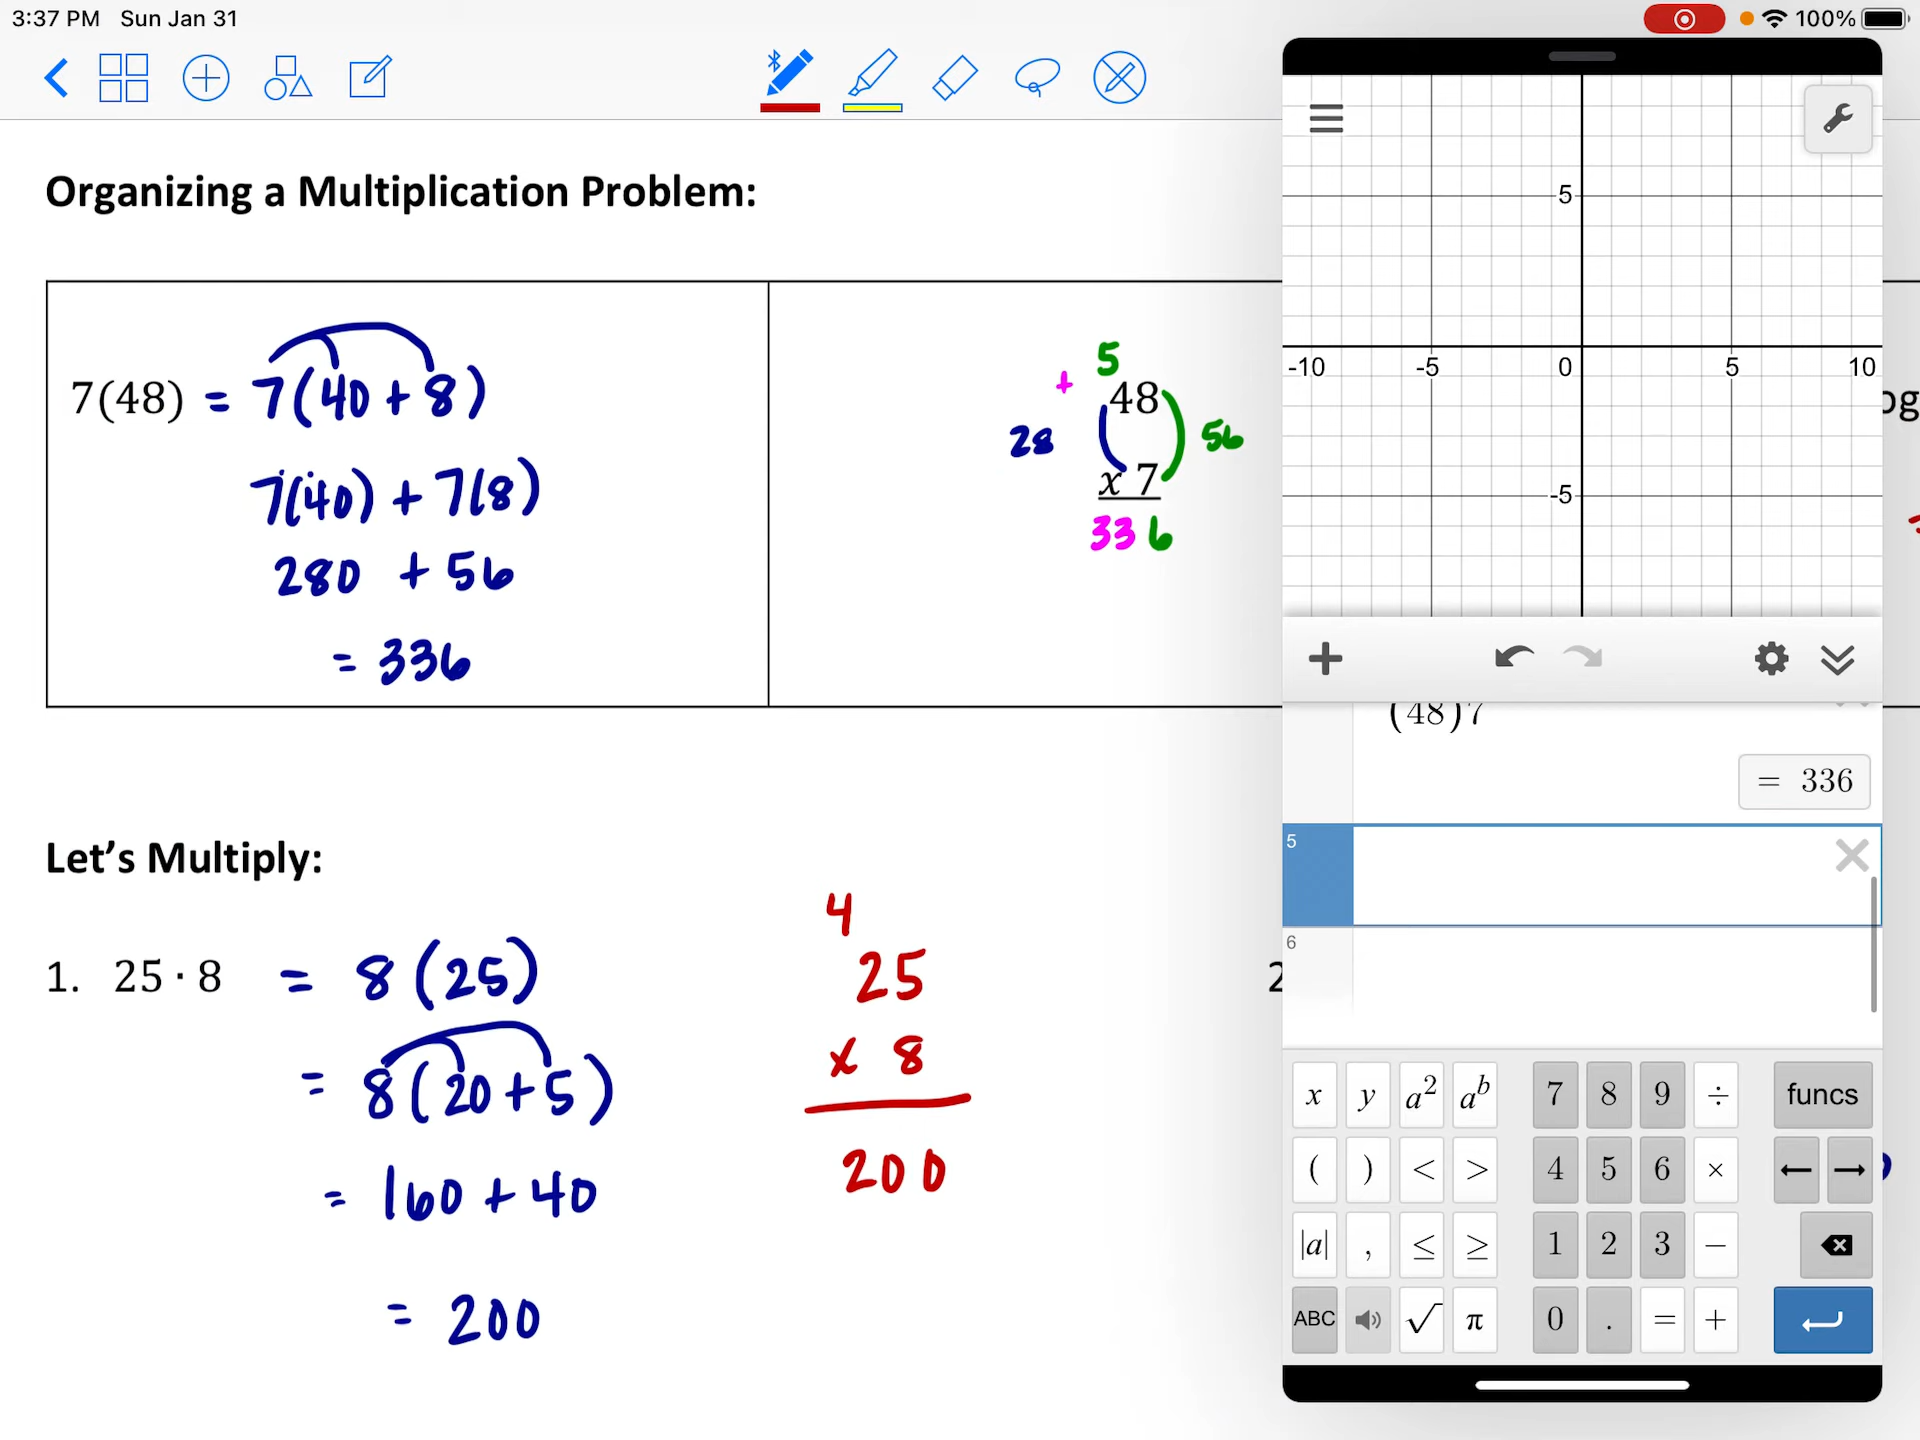 3:37 PM Sun Jan 31
100%
Organizing a Multiplication Problem:
7(48) = 7(40 + 8)
7(40) + 7(8)
280 + 56
= 336
5
+
48
28
56
x 7
336
Let's Multiply:
1. 25 · 8 = 8(25)
= 8(20 + 5)
= 160 + 40
= 200
4
25
x 8
200
2
5
-10 -5 0 5 10
-5
(48)7
= 336
5
6
x y a² aᵇ 7 8 9 ÷ funcs
( ) < > 4 5 6 × ← →
|a| , ≤ ≥ 1 2 3 −
ABC √ π 0 . = +